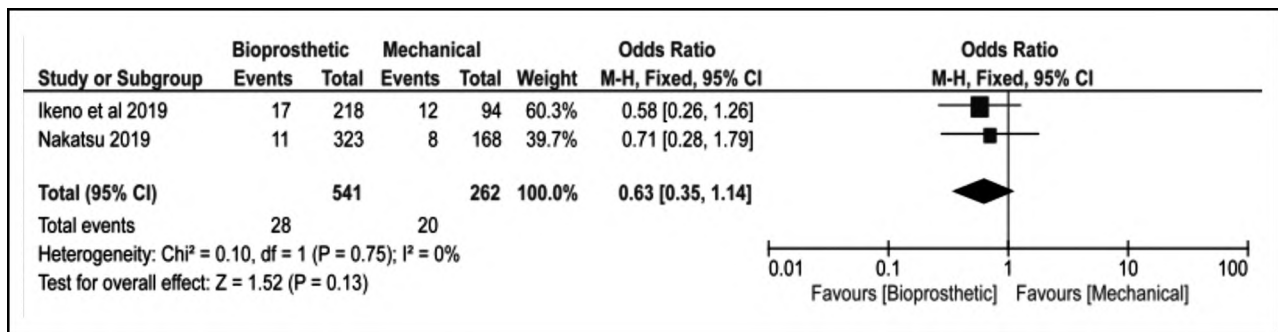 Bioprosthetic Mechanical Odds Ratio Odds Ratio
Study or Subgroup Events Total Events Total Weight M-H, Fixed, 95% CI M-H, Fixed, 95% CI
Ikeno et al 2019 17 218 12 94 60.3% 0.58 [0.26, 1.26]
Nakatsu 2019 11 323 8 168 39.7% 0.71 [0.28, 1.79]
Total (95% CI) 541 262 100.0% 0.63 [0.35, 1.14]
Total events 28 20
Heterogeneity: Chi² = 0.10, df = 1 (P = 0.75); I² = 0%
Test for overall effect: Z = 1.52 (P = 0.13)
0.01 0.1 1 10 100
Favours [Bioprosthetic] Favours [Mechanical]